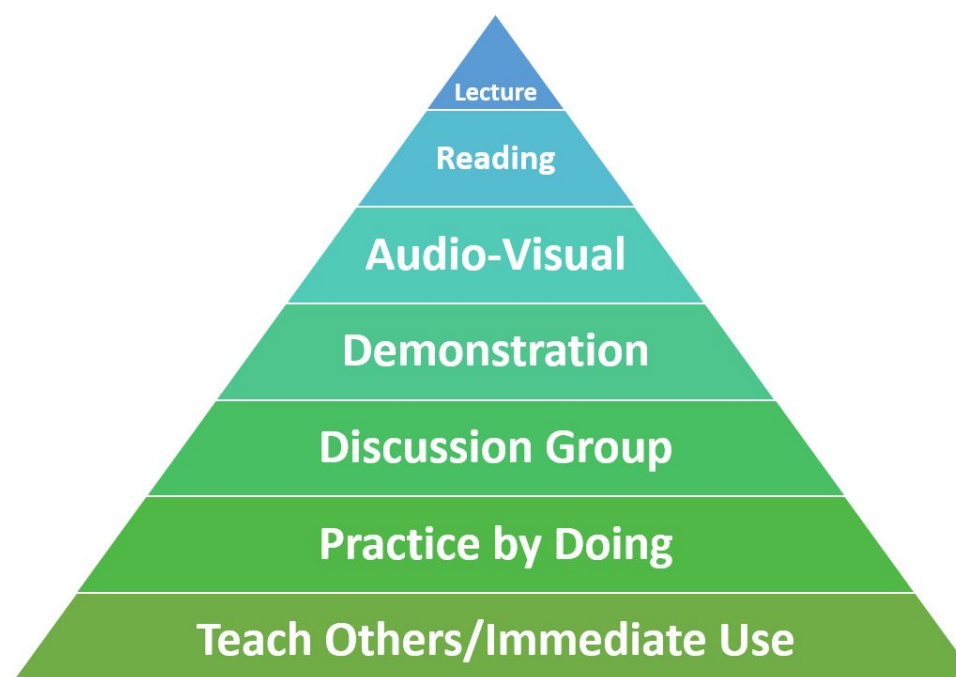 Lecture
Reading
Audio-Visual
Demonstration
Discussion Group
Practice by Doing
Teach Others/Immediate Use